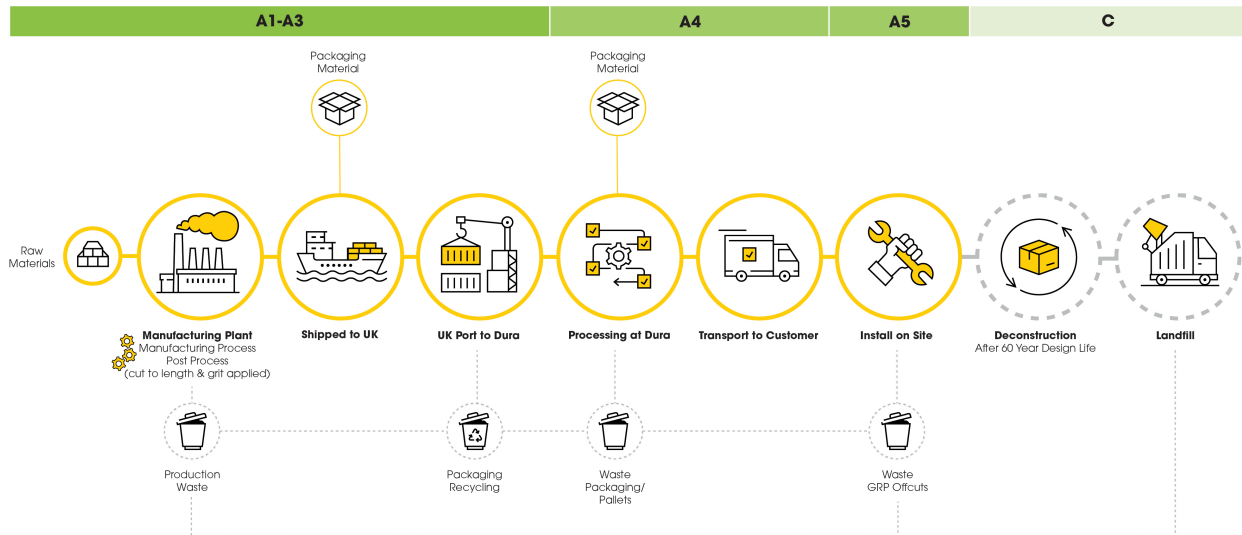 A1-A3
A4
A5
C
Packaging
Material
Packaging
Material
Raw
Materials
Manufacturing Plant
Manufacturing Process
Post Process
(cut to length & grit applied)
Shipped to UK
UK Port to Dura
Processing at Dura
Transport to Customer
Install on Site
Deconstruction
After 60 Year Design Life
Landfill
Production
Waste
Packaging
Recycling
Waste
Packaging/
Pallets
Waste
GRP Offcuts